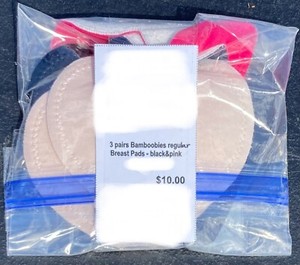 3 pairs Bamboobies regular
Breast Pads - black&pink
$10.00